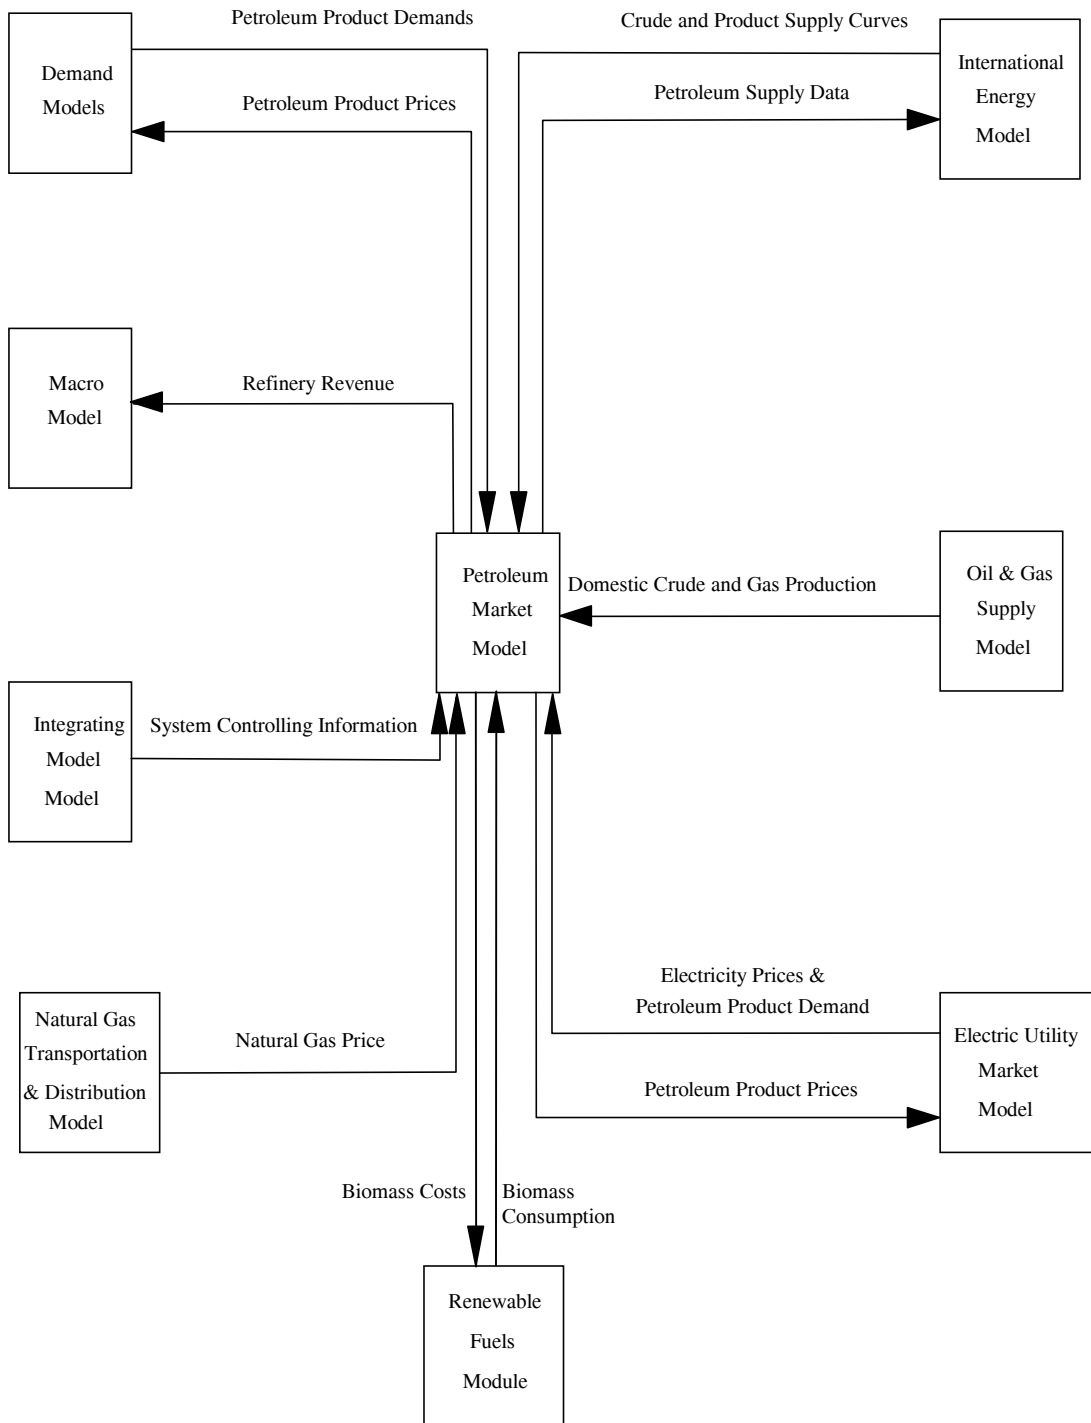 Petroleum Product Demands
Crude and Product Supply Curves
Demand
Models
Petroleum Product Prices
Petroleum Supply Data
International
Energy
Model
Macro
Model
Refinery Revenue
Petroleum
Market
Model
Domestic Crude and Gas Production
Oil & Gas
Supply
Model
Integrating
Model
Model
System Controlling Information
Natural Gas
Transportation
& Distribution
Model
Natural Gas Price
Electricity Prices &
Petroleum Product Demand
Petroleum Product Prices
Electric Utility
Market
Model
Biomass Costs
Biomass
Consumption
Renewable
Fuels
Module